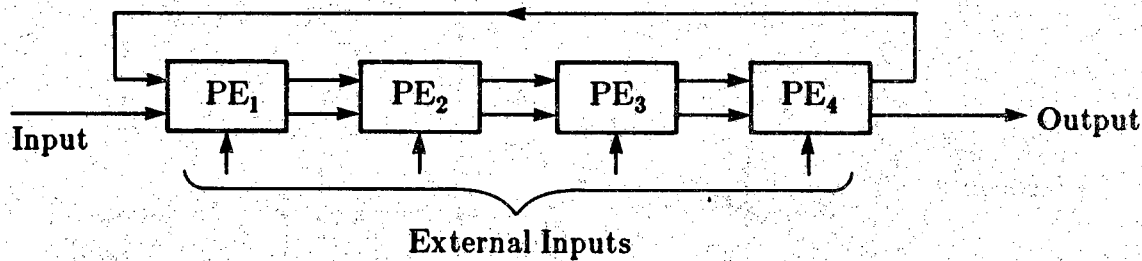 PE₁ PE₂ PE₃ PE₄
Input
Output
External Inputs